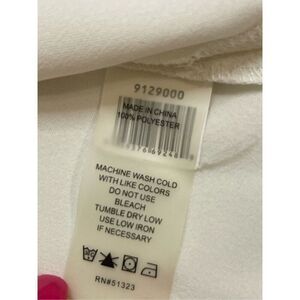 9129000
MADE IN CHINA
100% POLYESTER
MACHINE WASH COLD
WITH LIKE COLORS
DO NOT USE
BLEACH
TUMBLE DRY LOW
USE LOW IRON
IF NECESSARY
RN#51323